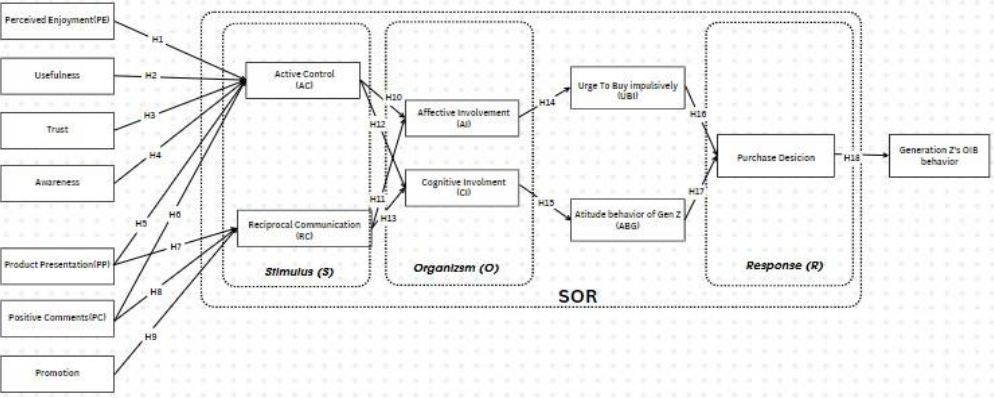 Perceived Enjoyment(PE)
Usefulness
Trust
Awareness
Product Presentation(PP)
Positive Comments(PC)
Promotion
H1
H2
H3
H4
H5
H6
H7
H8
H9
Active Control
(AC)
Reciprocal Communication
(RC)
Stimulus (S)
H10
H12
H11
H13
Affective Involvement
(AI)
Cognitive Involment
(CI)
Organizsm (O)
H14
H15
Urge To Buy impulsively
(UBI)
Atitude behavior of Gen Z
(ABG)
H16
H17
Purchase Desicion
Response (R)
SOR
H18
Generation Z's OIB
behavior